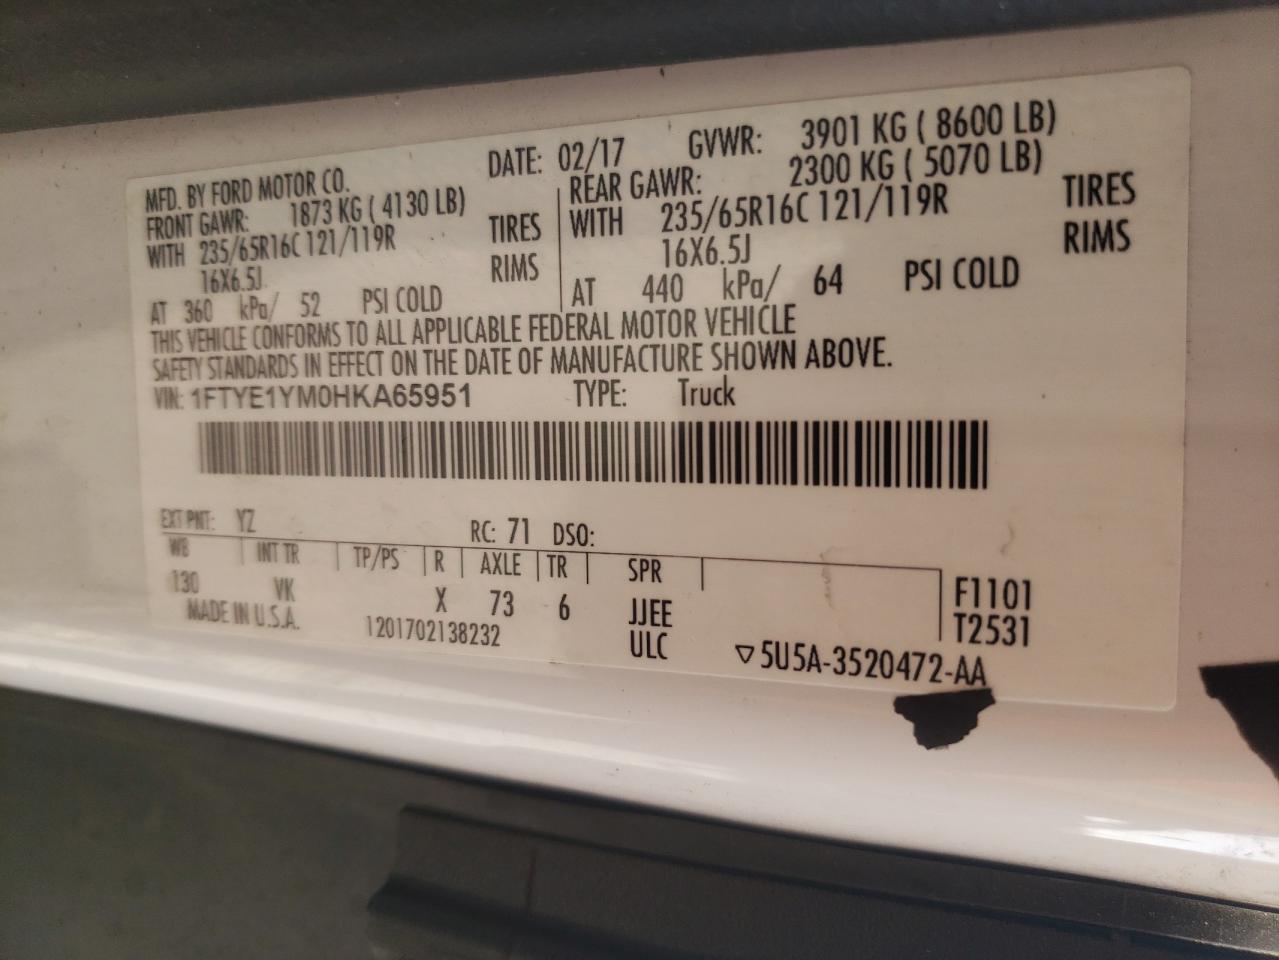 MFD. BY FORD MOTOR CO. DATE: 02/17 GVWR: 3901 KG ( 8600 LB)
FRONT GAWR: 1873 KG ( 4130 LB) REAR GAWR: 2300 KG ( 5070 LB)
WITH 235/65R16C 121/119R TIRES WITH 235/65R16C 121/119R TIRES
16X6.5J RIMS 16X6.5J RIMS
AT 360 kPa/ 52 PSI COLD AT 440 kPa/ 64 PSI COLD
THIS VEHICLE CONFORMS TO ALL APPLICABLE FEDERAL MOTOR VEHICLE
SAFETY STANDARDS IN EFFECT ON THE DATE OF MANUFACTURE SHOWN ABOVE.
VIN: 1FTYE1YM0HKA65951 TYPE: Truck
EXT PNT: YZ RC: 71 DSO:
WB INT TR TP/PS R AXLE TR SPR
130 VK X 73 6 JJEE F1101
MADE IN U.S.A. 1201702138232 ULC ▽5U5A-3520472-AA T2531